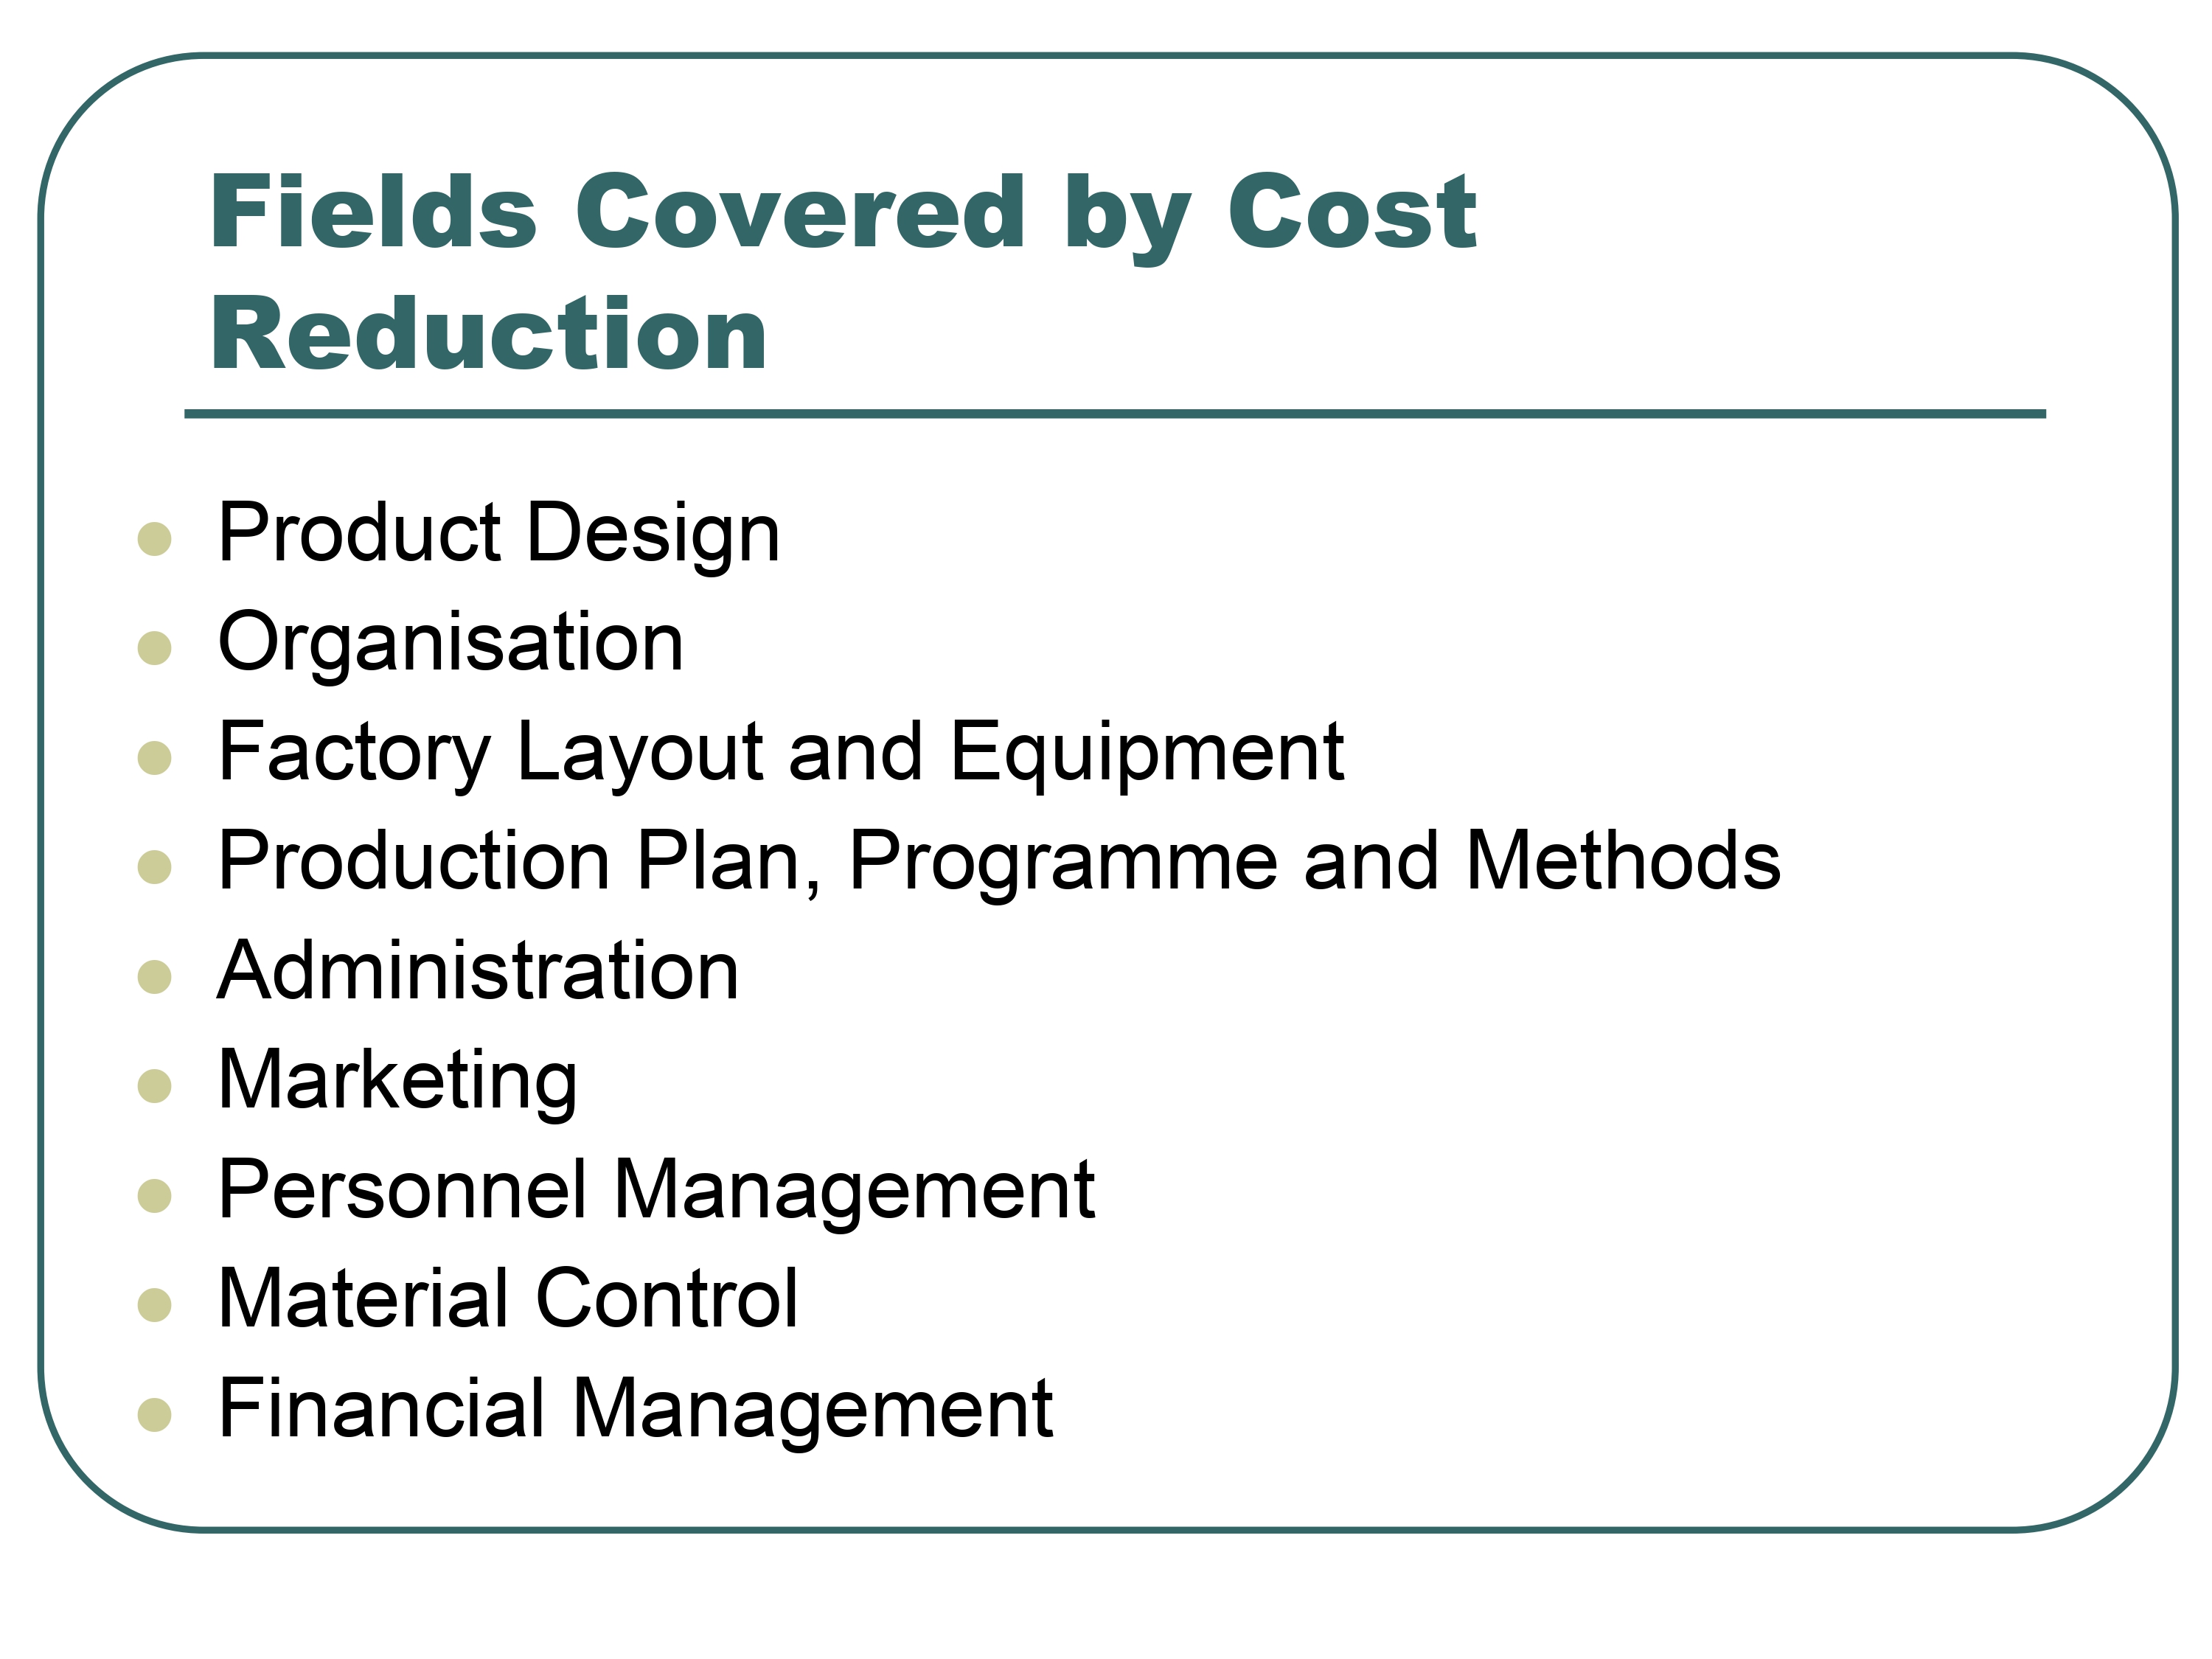 Fields Covered by Cost
Reduction
Product Design
Organisation
Factory Layout and Equipment
Production Plan, Programme and Methods
Administration
Marketing
Personnel Management
Material Control
Financial Management